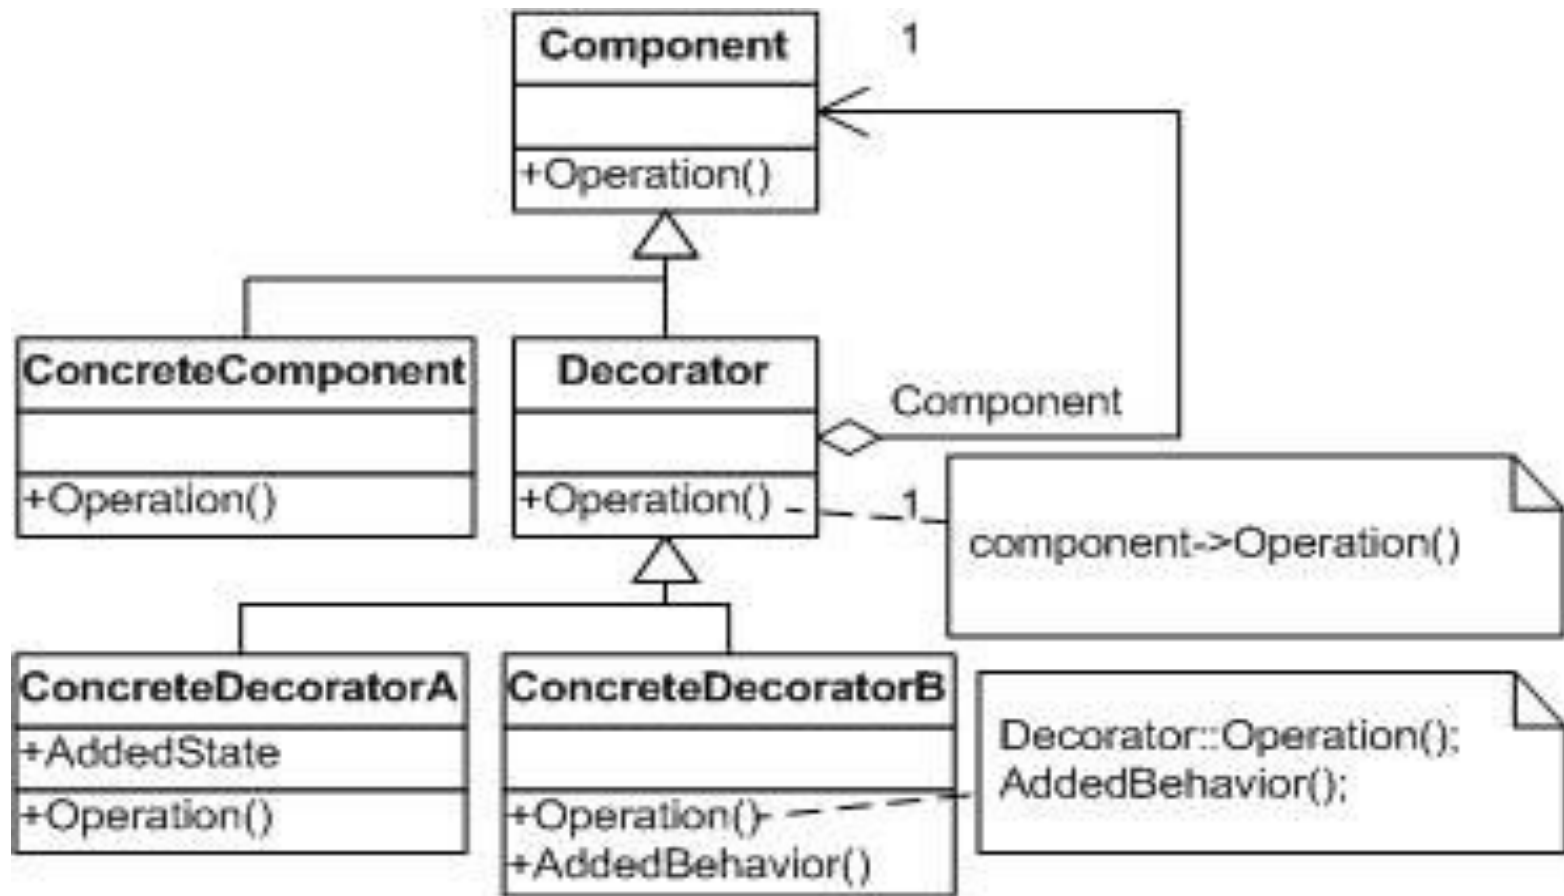 Component
1
+Operation()
ConcreteComponent
+Operation()
Decorator
+Operation()
Component
1
component->Operation()
ConcreteDecoratorA
+AddedState
+Operation()
ConcreteDecoratorB
+Operation()
+AddedBehavior()
Decorator::Operation();
AddedBehavior();